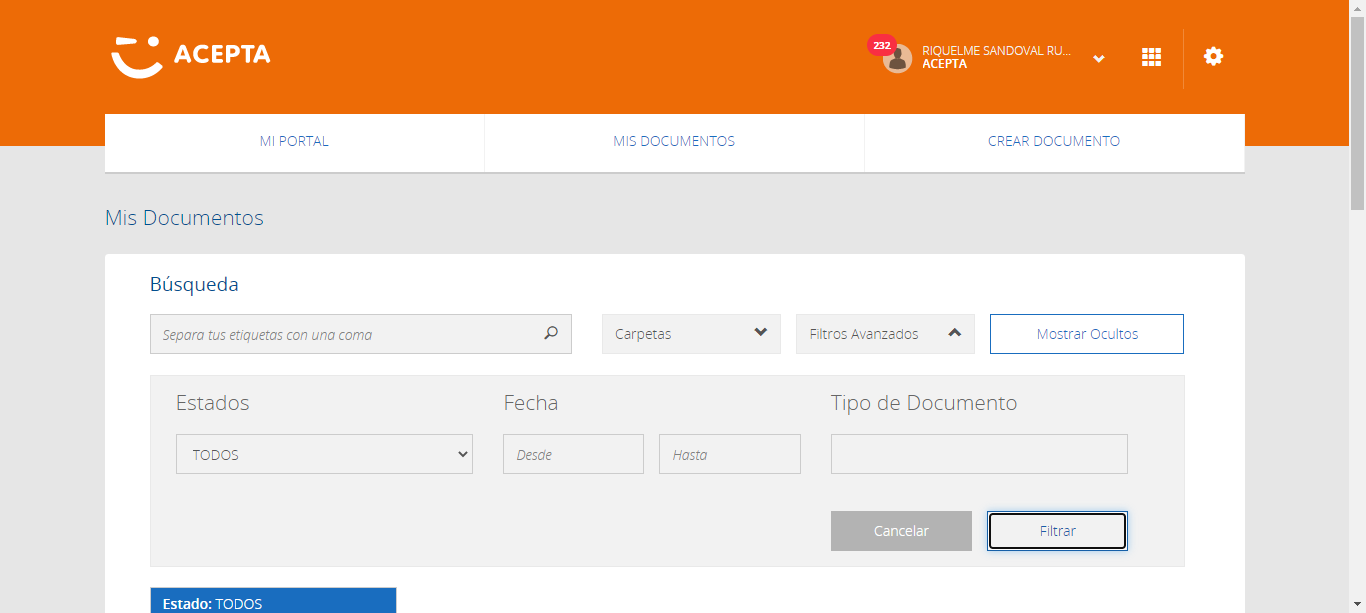 ACEPTA
232
RIQUELME SANDOVAL RU...
ACEPTA
MI PORTAL
MIS DOCUMENTOS
CREAR DOCUMENTO
Mis Documentos
Búsqueda
Separa tus etiquetas con una coma
Carpetas
Filtros Avanzados
Mostrar Ocultos
Estados
Fecha
Tipo de Documento
TODOS
Desde
Hasta
Cancelar
Filtrar
Estado: TODOS